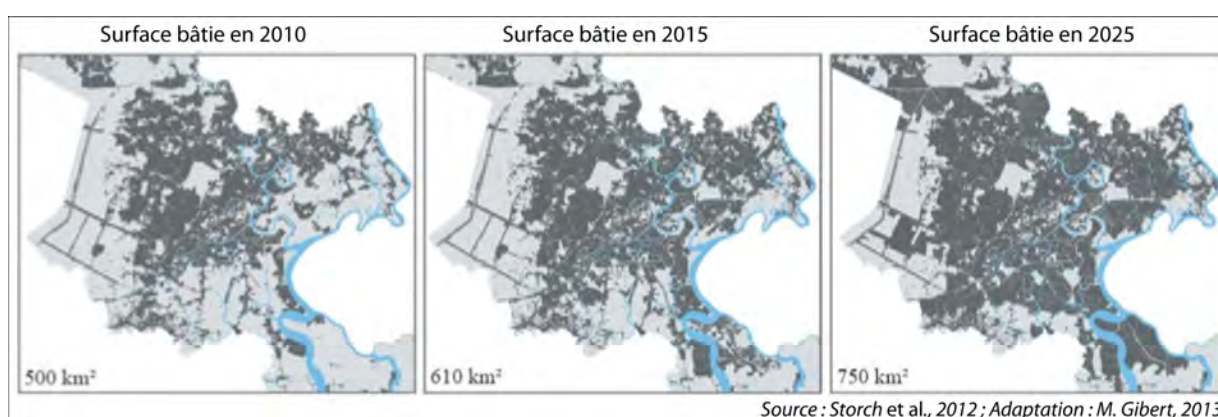 Surface bâtie en 2010
Surface bâtie en 2015
Surface bâtie en 2025
500 km²
610 km²
750 km²
Source : Storch et al., 2012 ; Adaptation : M. Gibert, 2013